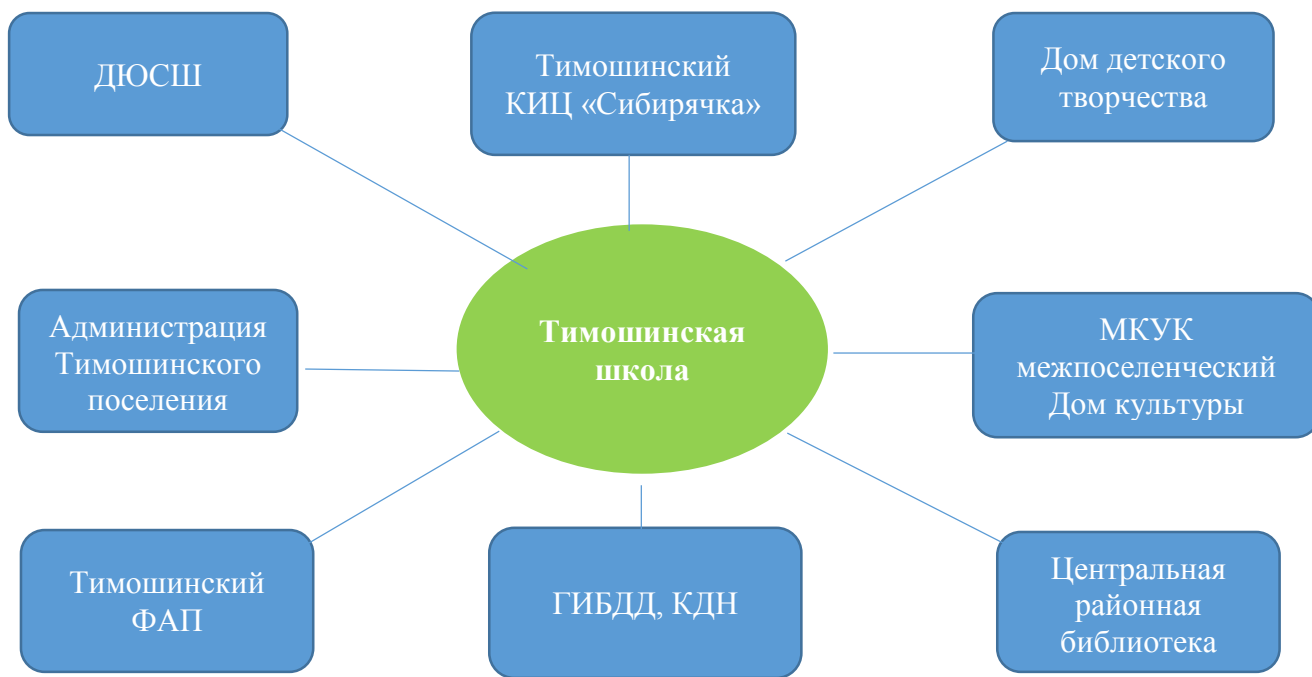 ДЮСШ
Тимошинский
КИЦ «Сибирячка»
Дом детского
творчества
Администрация
Тимошинского
поселения
Тимошинская
школа
МКУК
межпоселенческий
Дом культуры
Тимошинский
ФАП
ГИБДД, КДН
Центральная
районная
библиотека